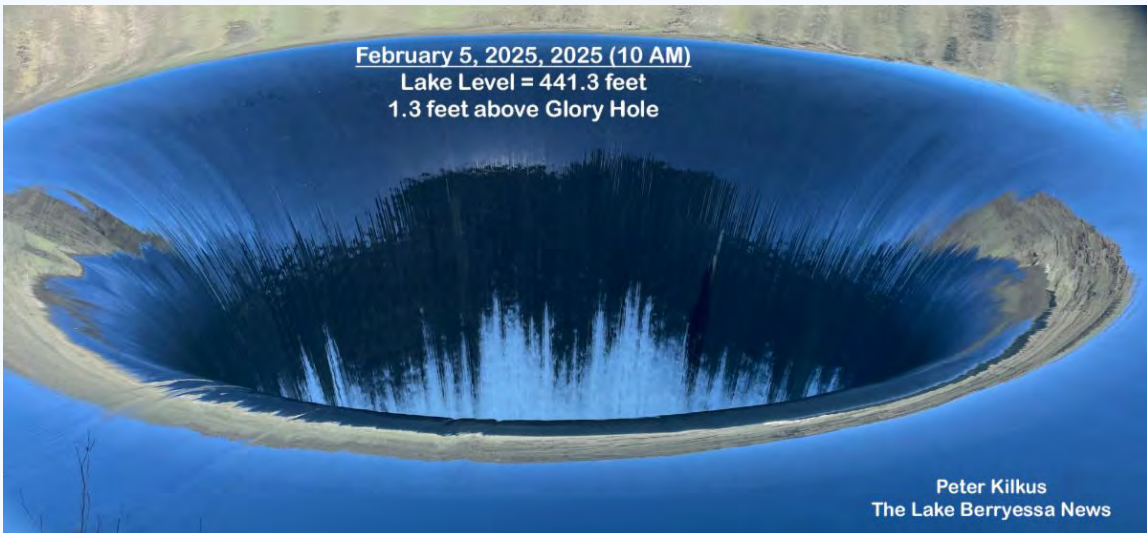 February 5, 2025, 2025 (10 AM)
Lake Level = 441.3 feet
1.3 feet above Glory Hole
Peter Kilkus
The Lake Berryessa News